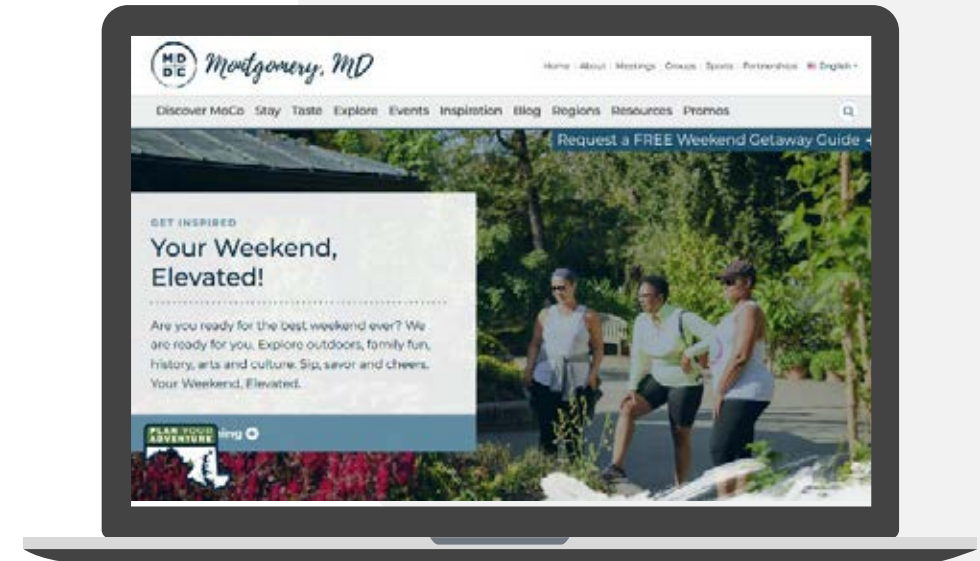 MD
DC
Montgomery, MD
Home About Meetings Groups Sports Partnerships English
Discover MoCo Stay Taste Explore Events Inspiration Blog Regions Resources Promos
Request a FREE Weekend Getaway Guide
GET INSPIRED
Your Weekend,
Elevated!
Are you ready for the best weekend ever? We
are ready for you. Explore outdoors, family fun,
history, arts and culture. Sip, savor and cheers.
Your Weekend, Elevated.
PLAN YOUR
ADVENTURE
ing